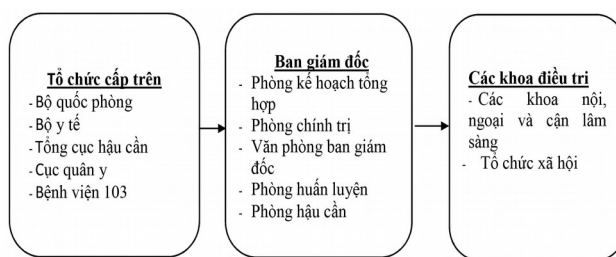 Tổ chức cấp trên
- Bộ quốc phòng
- Bộ y tế
- Tổng cục hậu cần
- Cục quân y
- Bệnh viện 103
Ban giám đốc
- Phòng kế hoạch tổng
hợp
- Phòng chính trị
- Văn phòng ban giám
đốc
- Phòng huấn luyện
- Phòng hậu cần
Các khoa điều tri
- Các khoa nội,
ngoại và cận lâm
sàng
- Tổ chức xã hội